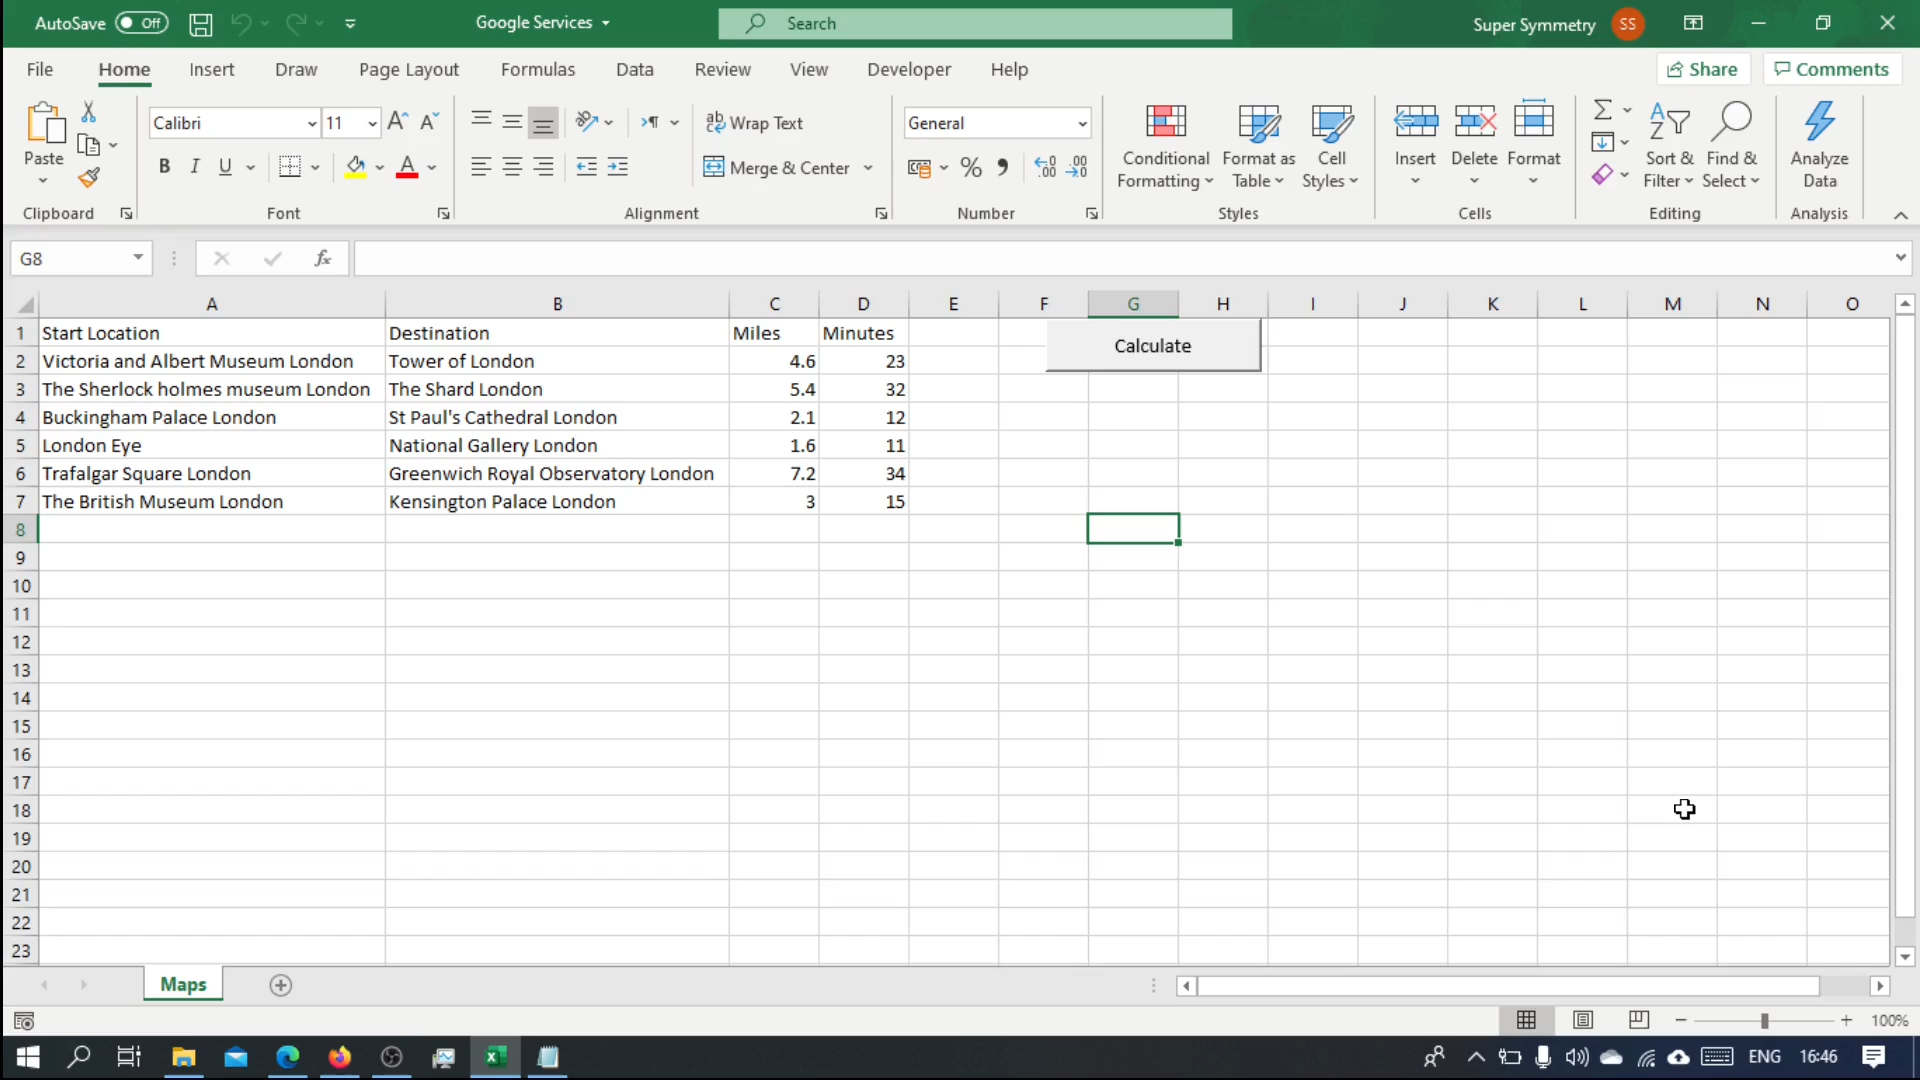 AutoSave Off Google Services Search Super Symmetry SS
File Home Insert Draw Page Layout Formulas Data Review View Developer Help Share Comments
Calibri 11 A A ab Wrap Text General
Paste B I U A Merge & Center % 9 Conditional Formatting Format as Table Cell Styles Insert Delete Format Sort & Filter Find & Select Analyze Data
Clipboard Font Alignment Number Styles Cells Editing Analysis
G8 fx
A B C D E F G H I J K L M N O
1 Start Location Destination Miles Minutes
Calculate
2 Victoria and Albert Museum London Tower of London 4.6 23
3 The Sherlock holmes museum London The Shard London 5.4 32
4 Buckingham Palace London St Paul's Cathedral London 2.1 12
5 London Eye National Gallery London 1.6 11
6 Trafalgar Square London Greenwich Royal Observatory London 7.2 34
7 The British Museum London Kensington Palace London 3 15
8
9
10
11
12
13
14
15
16
17
18
19
20
21
22
23
Maps
100%
ENG 16:46